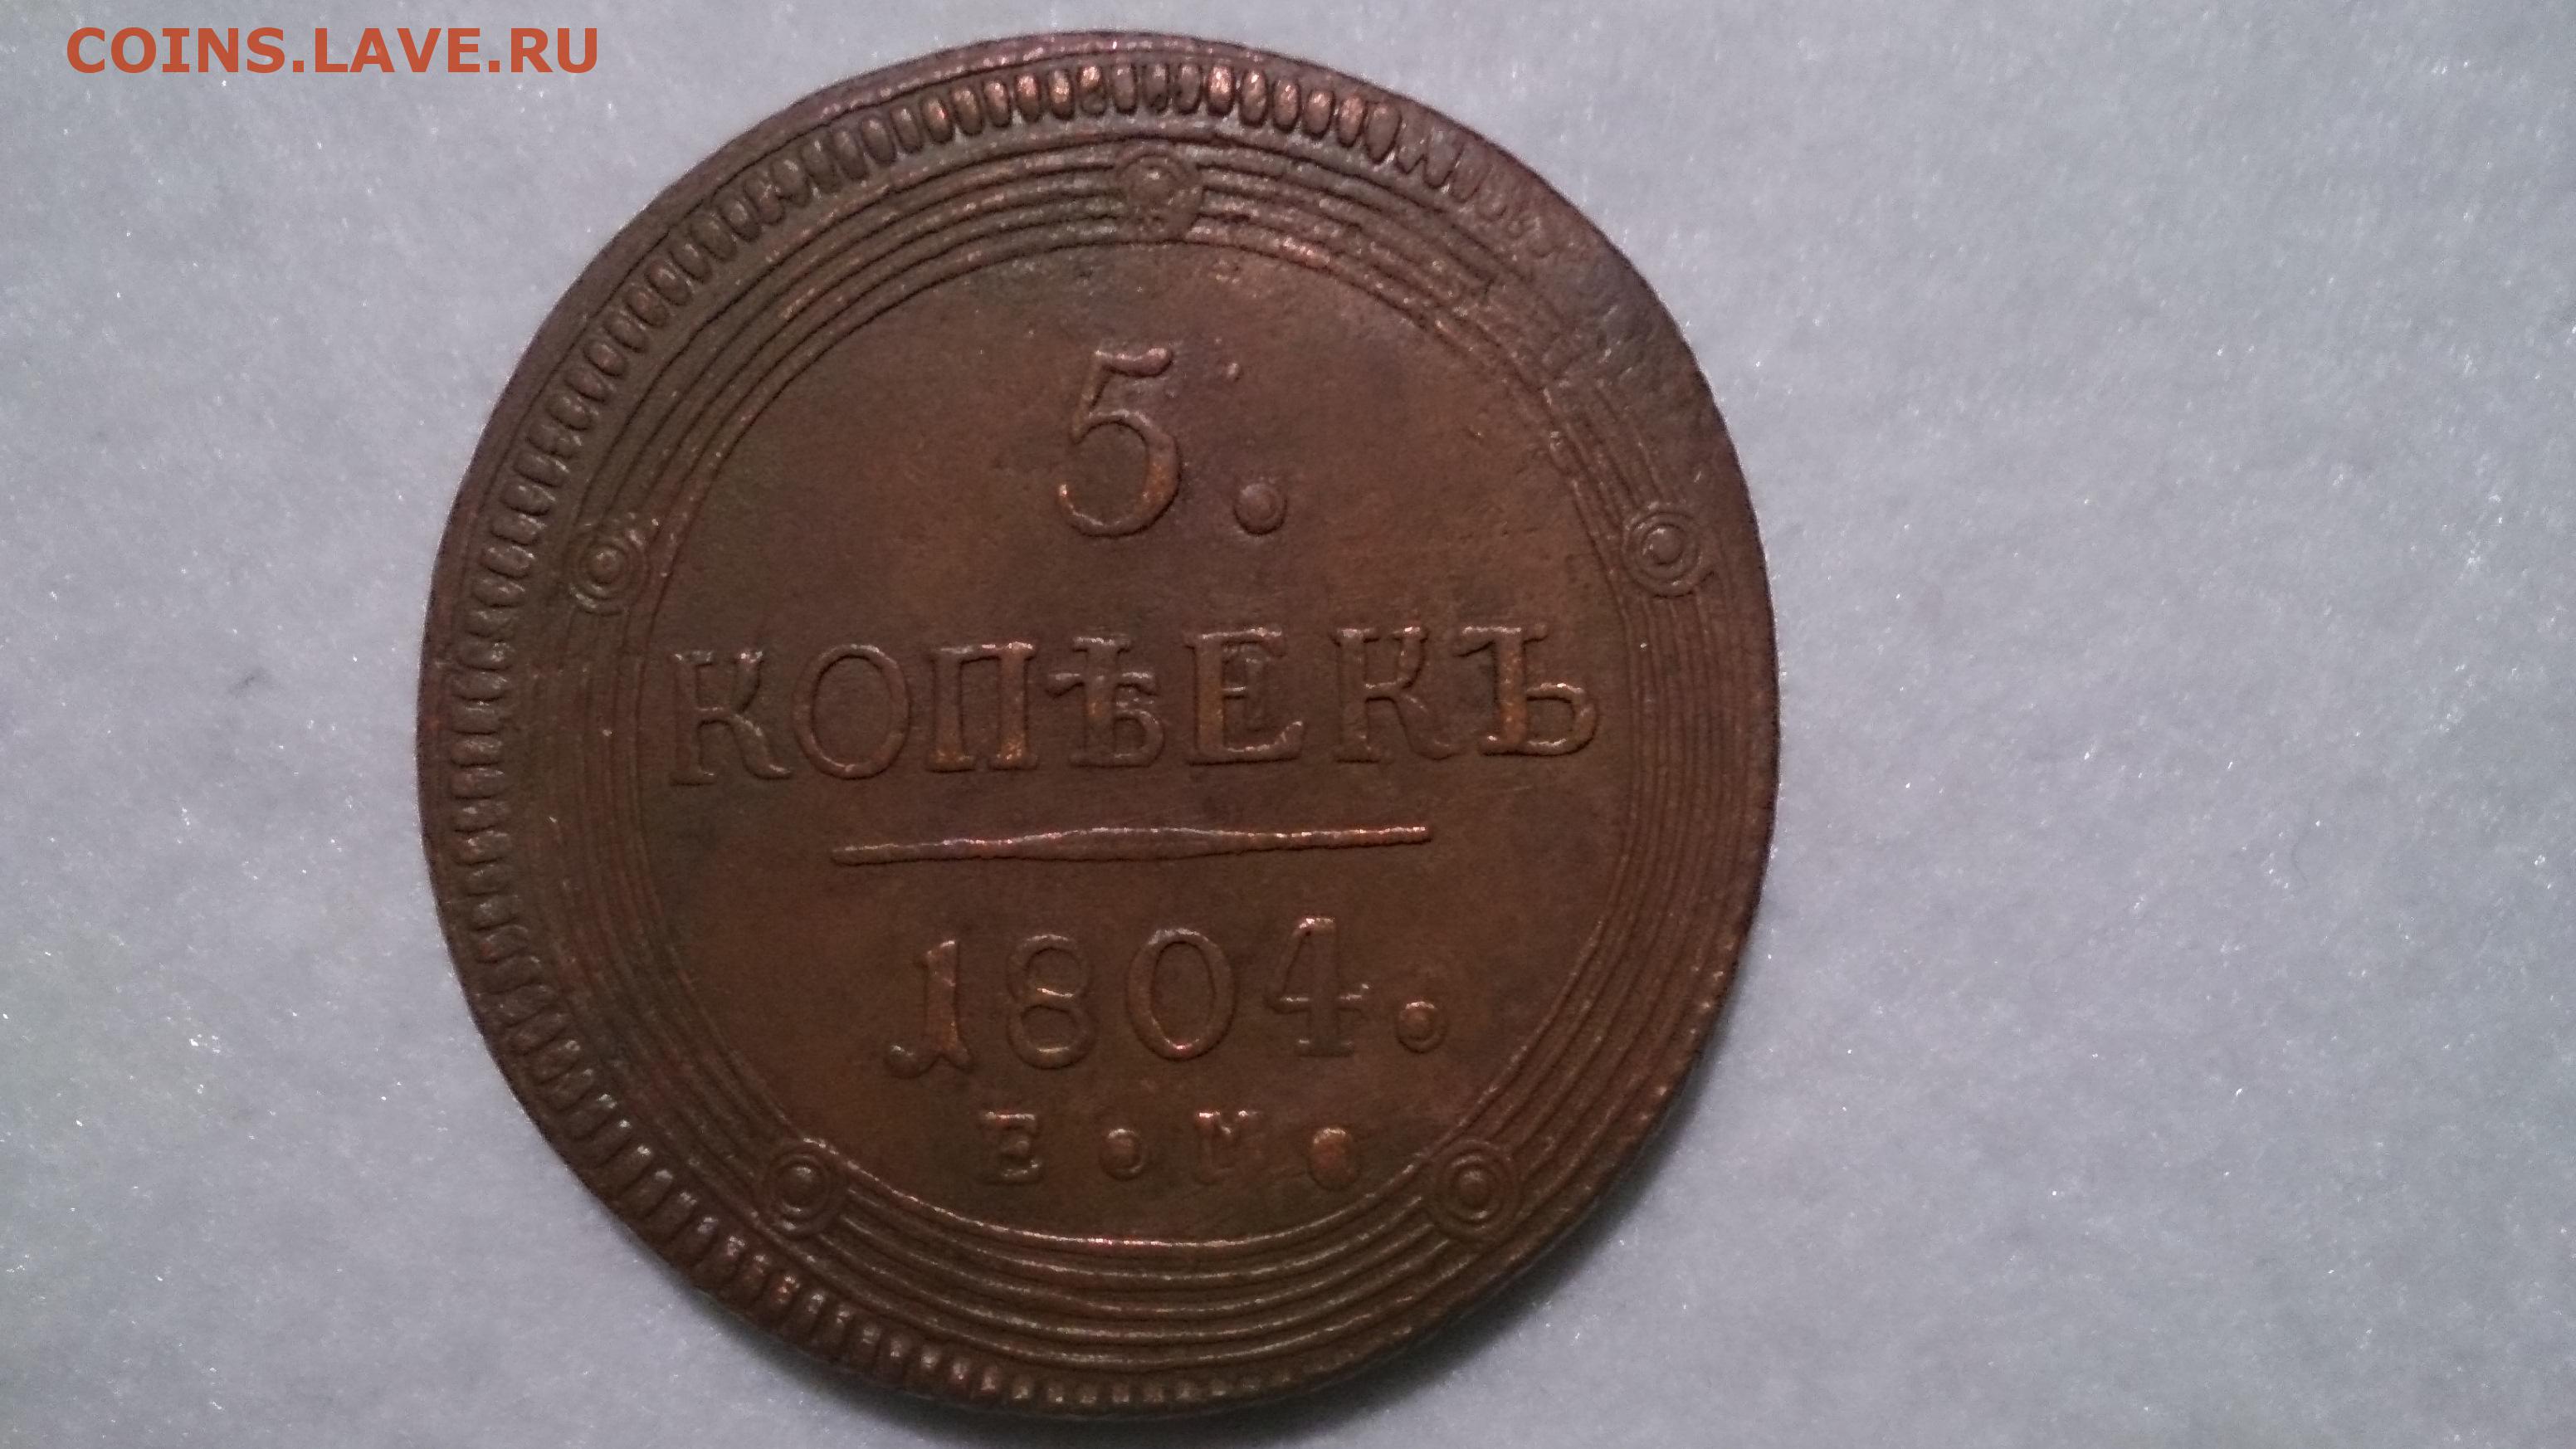 COINS.LAVE.RU
5.
КОПѢЕКЪ
1804.
Е • М •